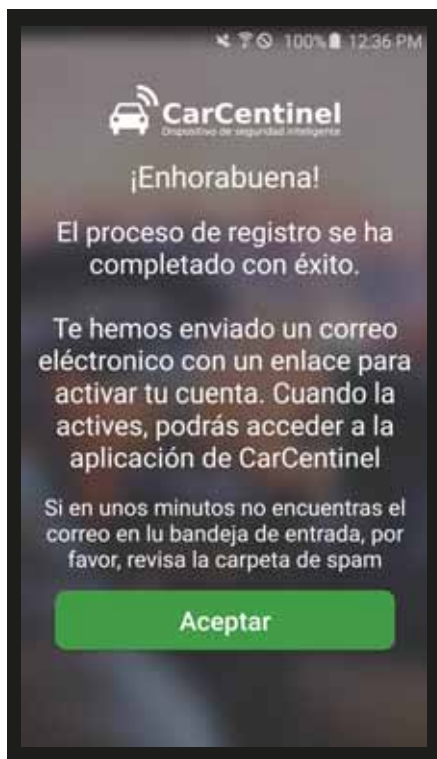 100% 12:36 PM
CarCentinel
Dispositivo de seguridad inteligente
¡Enhorabuena!
El proceso de registro se ha
completado con éxito.
Te hemos enviado un correo
eléctronico con un enlace para
activar tu cuenta. Cuando la
actives, podrás acceder a la
aplicación de CarCentinel
Si en unos minutos no encuentras el
correo en lu bandeja de entrada, por
favor, revisa la carpeta de spam
Aceptar